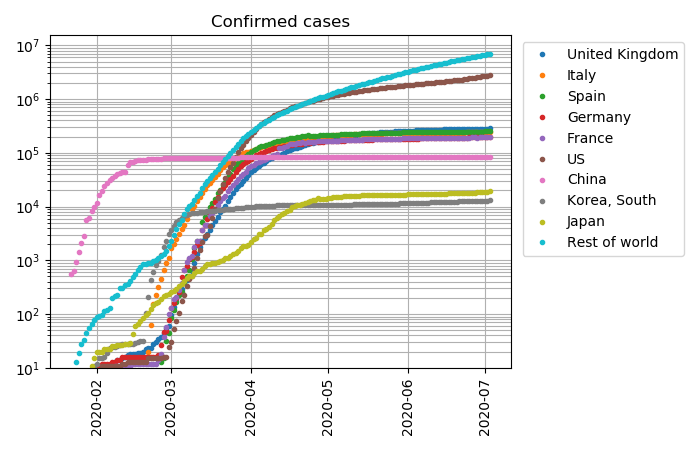 Confirmed cases
10^7
10^6
10^5
10^4
10^3
10^2
10^1
2020-02
2020-03
2020-04
2020-05
2020-06
2020-07
United Kingdom
Italy
Spain
Germany
France
US
China
Korea, South
Japan
Rest of world